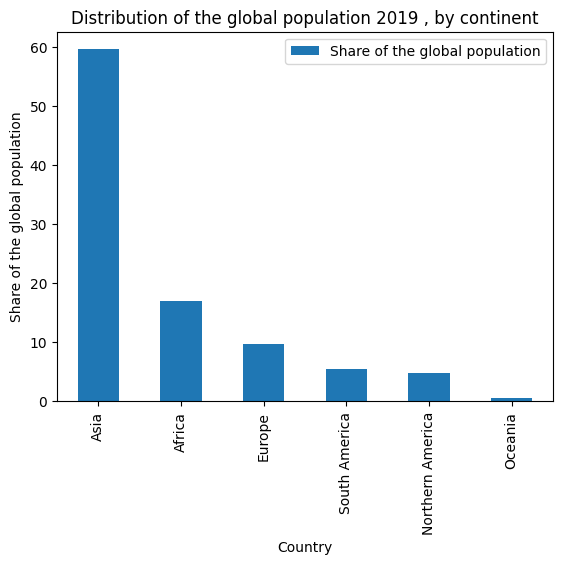 Distribution of the global population 2019 , by continent
Share of the global population
Share of the global population
60
50
40
30
20
10
0
Asia
Africa
Europe
South America
Northern America
Oceania
Country